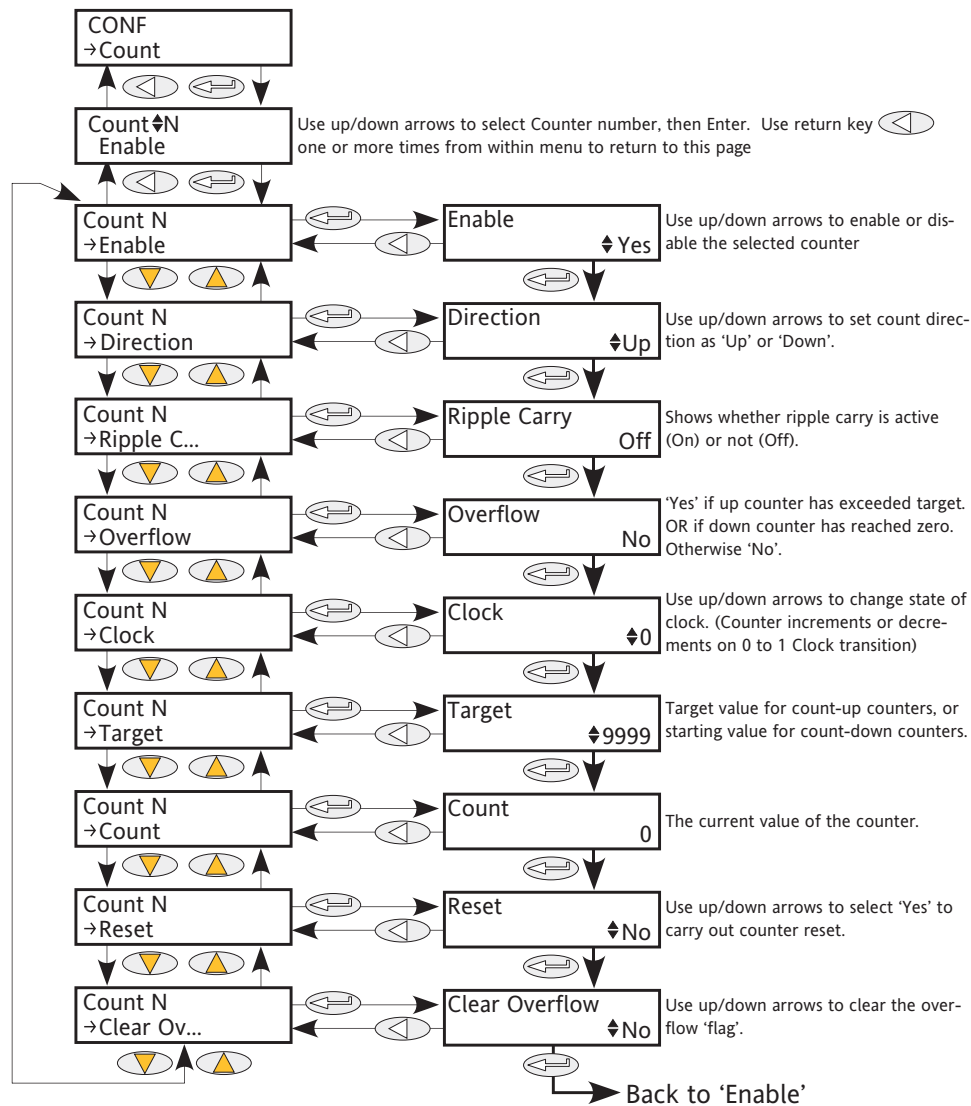 CONF
→Count
Count♦N
Enable
Use up/down arrows to select Counter number, then Enter. Use return key
one or more times from within menu to return to this page
Count N
→Enable
Enable
♦Yes
Use up/down arrows to enable or dis-
able the selected counter
Count N
→Direction
Direction
♦Up
Use up/down arrows to set count direc-
tion as ‘Up’ or ‘Down’.
Count N
→Ripple C...
Ripple Carry
Off
Shows whether ripple carry is active
(On) or not (Off).
Count N
→Overflow
Overflow
No
‘Yes’ if up counter has exceeded target.
OR if down counter has reached zero.
Otherwise ‘No’.
Count N
→Clock
Clock
♦0
Use up/down arrows to change state of
clock. (Counter increments or decre-
ments on 0 to 1 Clock transition)
Count N
→Target
Target
♦9999
Target value for count-up counters, or
starting value for count-down counters.
Count N
→Count
Count
0
The current value of the counter.
Count N
→Reset
Reset
♦No
Use up/down arrows to select ‘Yes’ to
carry out counter reset.
Count N
→Clear Ov...
Clear Overflow
♦No
Use up/down arrows to clear the over-
flow ‘flag’.
Back to ‘Enable’